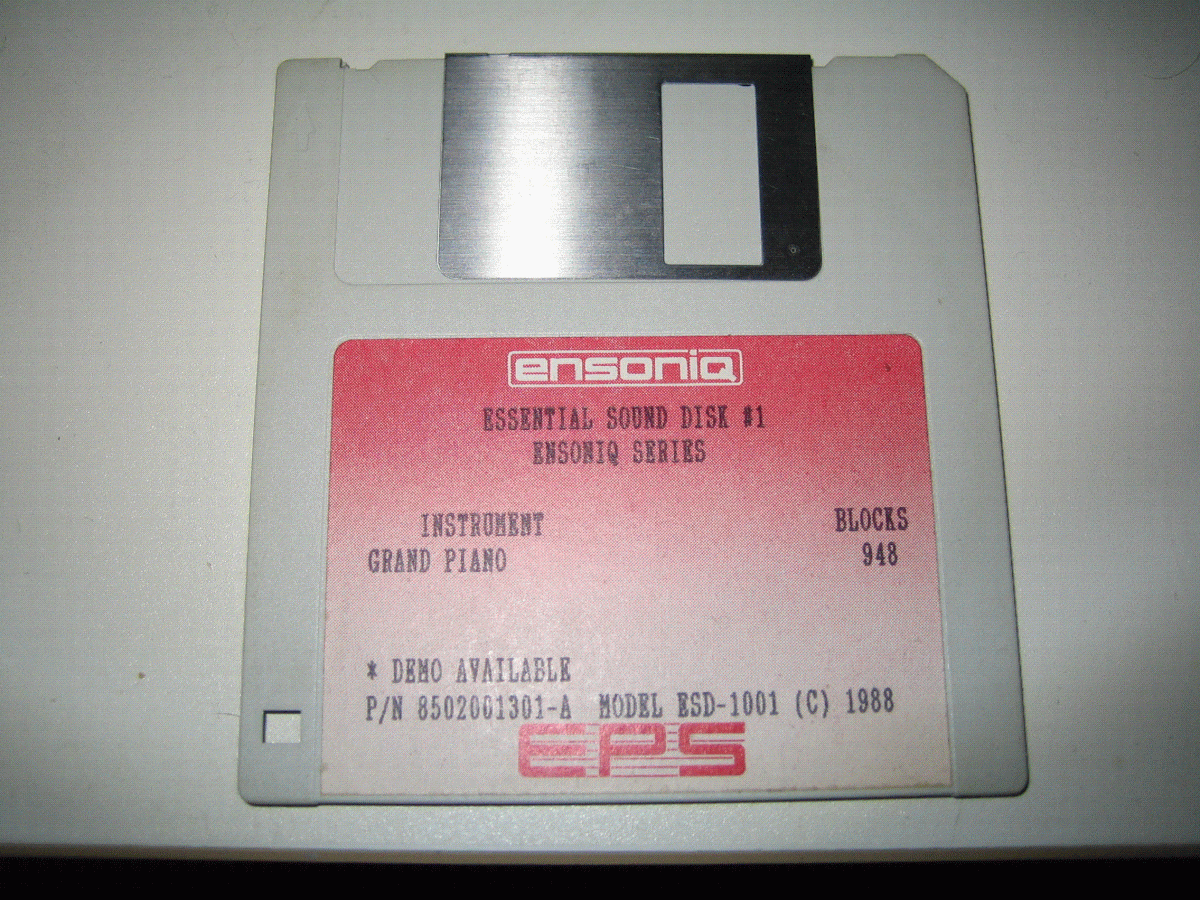 ensoniq
ESSENTIAL SOUND DISK #1
ENSONIQ SERIES
INSTRUMENT BLOCKS
GRAND PIANO 948
* DEMO AVAILABLE
P/N 8502001301-A MODEL ESD-1001 (C) 1988
EPS